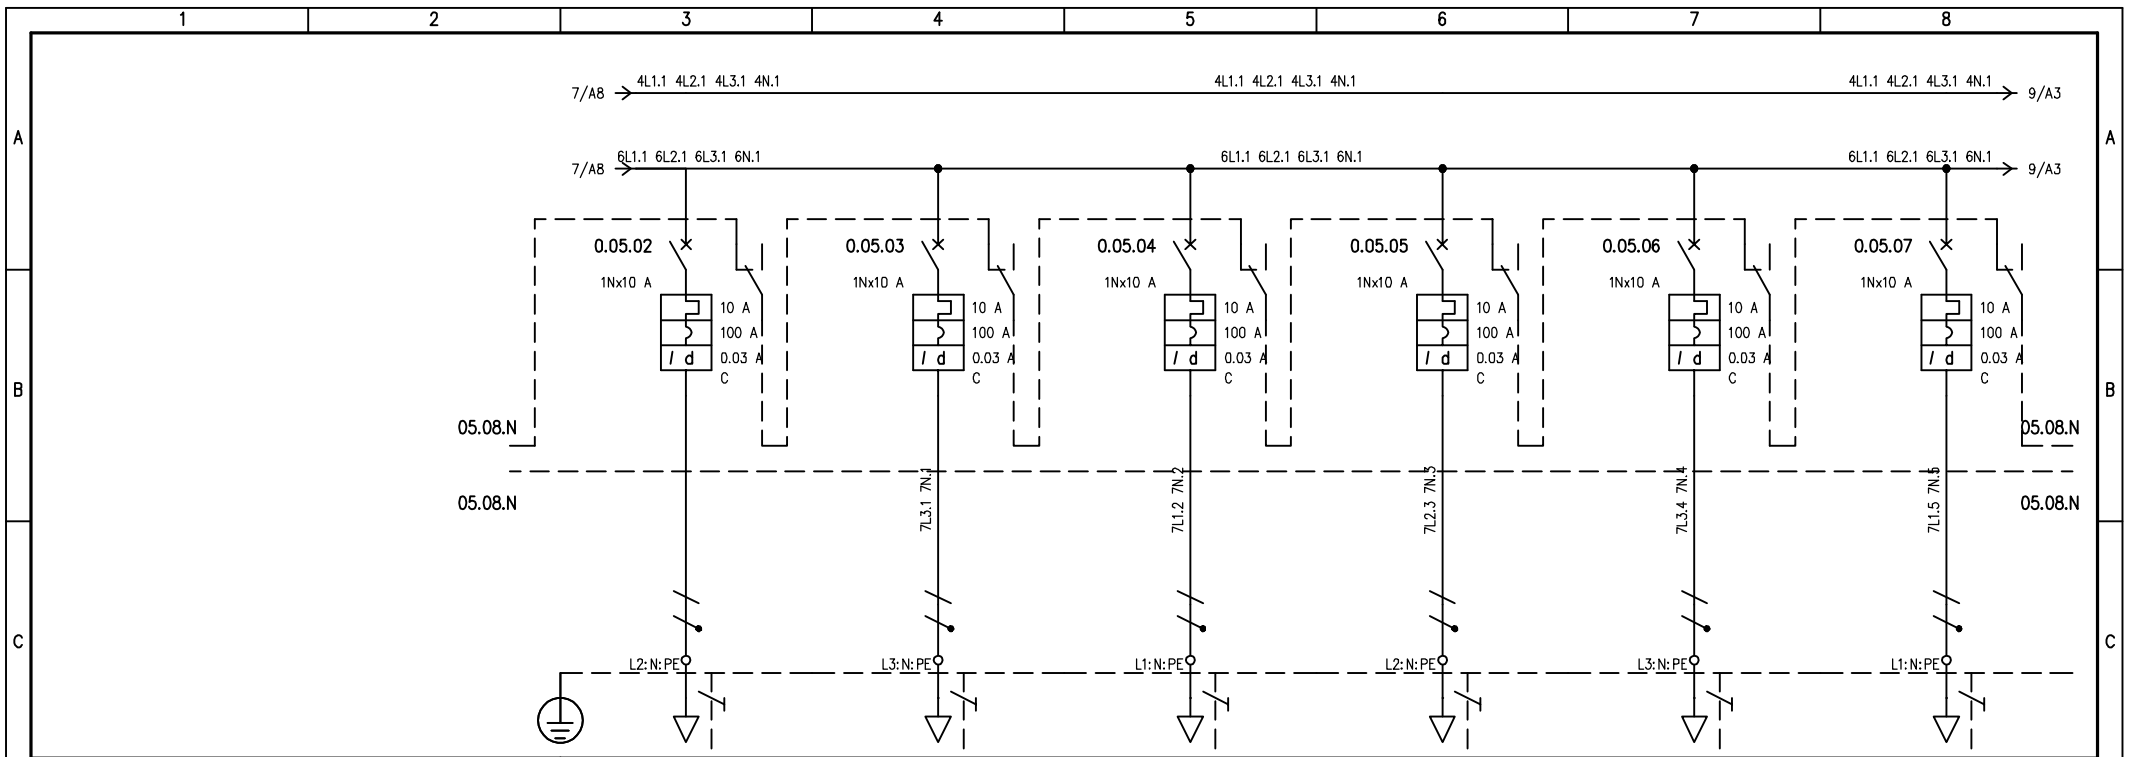 1 2 3 4 5 6 7 8
4L1.1 4L2.1 4L3.1 4N.1 4L1.1 4L2.1 4L3.1 4N.1 4L1.1 4L2.1 4L3.1 4N.1
7/A8 9/A3
A A
6L1.1 6L2.1 6L3.1 6N.1 6L1.1 6L2.1 6L3.1 6N.1 6L1.1 6L2.1 6L3.1 6N.1
7/A8 9/A3
0.05.02 0.05.03 0.05.04 0.05.05 0.05.06 0.05.07
1Nx10 A 1Nx10 A 1Nx10 A 1Nx10 A 1Nx10 A 1Nx10 A
10 A 10 A 10 A 10 A 10 A 10 A
100 A 100 A 100 A 100 A 100 A 100 A
I d 0.03 A I d 0.03 A I d 0.03 A I d 0.03 A I d 0.03 A I d 0.03 A
C C C C C C
B B
05.08.N 05.08.N
05.08.N 05.08.N
7L3.1 7N.1
7L1.2 7N.2
7L2.3 7N.3
7L3.4 7N.4
7L1.5 7N.5
C C
L2:N:PE L3:N:PE L1:N:PE L2:N:PE L3:N:PE L1:N:PE